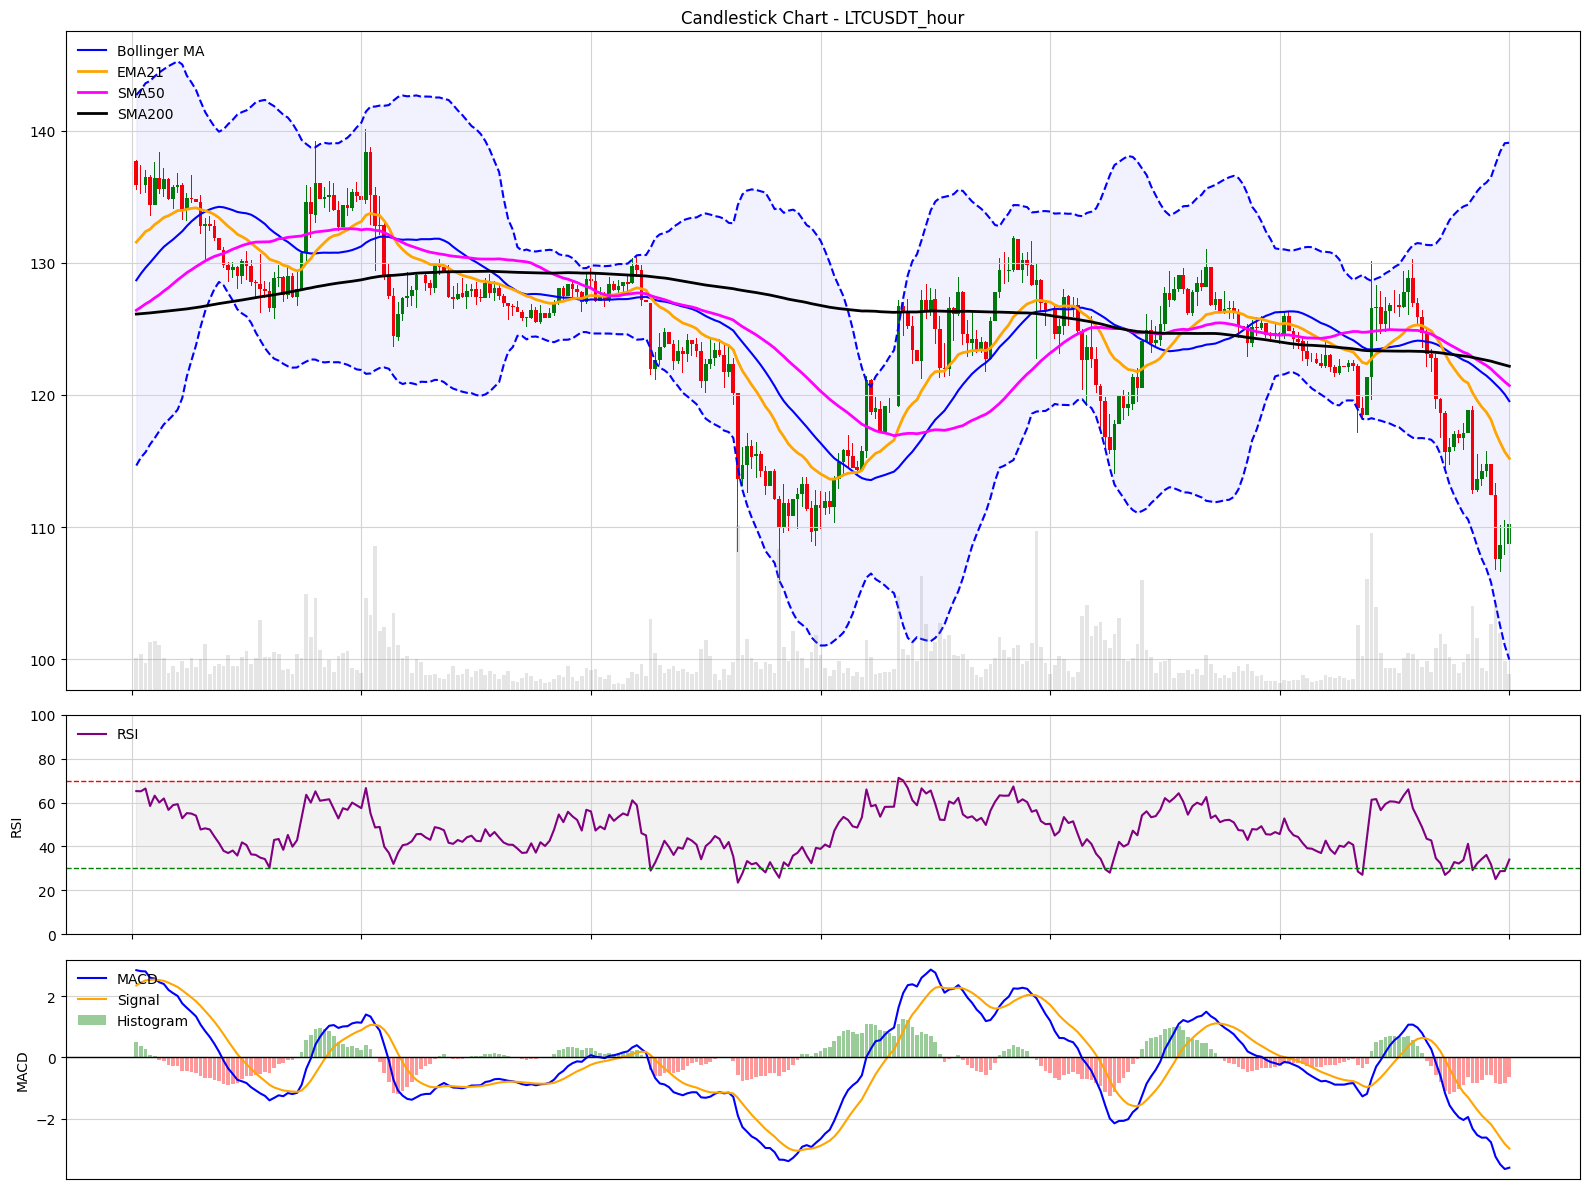 Candlestick Chart - LTCUSDT_hour
Bollinger MA
EMA21
SMA50
SMA200
140
130
120
110
100
RSI
100
80
60
40
20
0
RSI
MACD
Signal
Histogram
2
0
−2
MACD